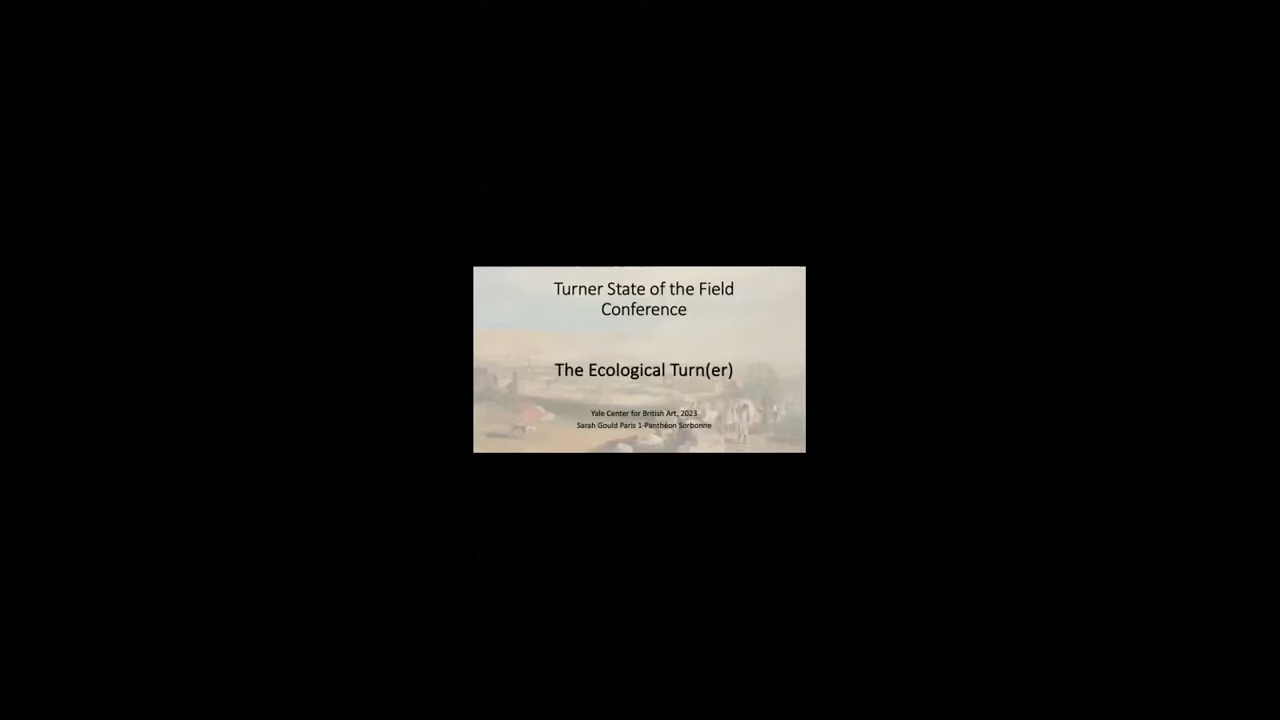 Turner State of the Field
Conference
The Ecological Turn(er)
Yale Center for British Art, 2023
Sarah Gould Paris 1-Panthéon Sorbonne